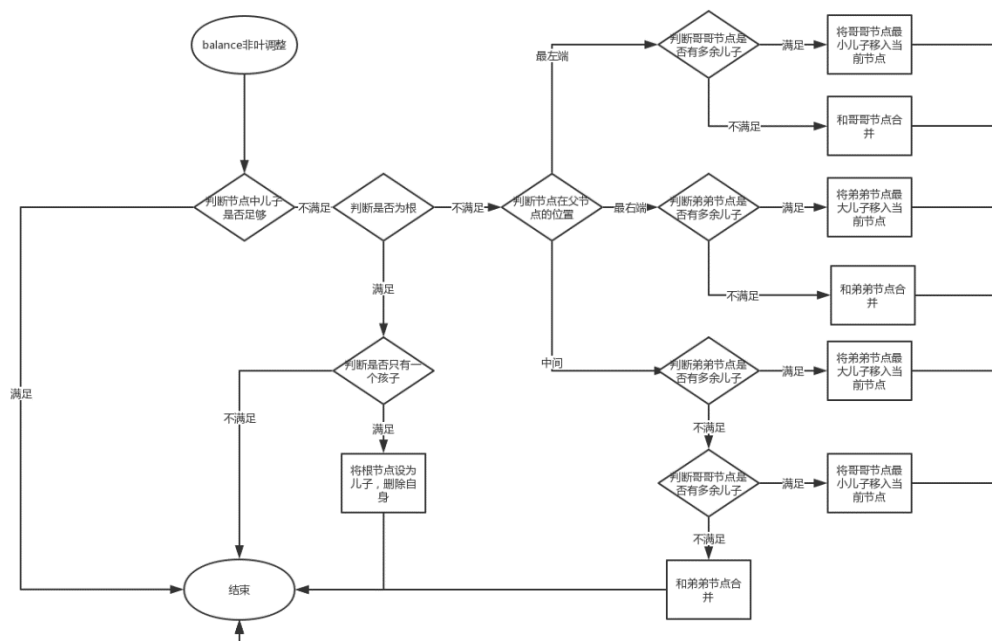 balance非叶调整
最左端
判断哥哥节点是
否有多余儿子
满足
将哥哥节点最
小儿子移入当
前节点
不满足
和哥哥节点合
并
判断节点中儿子
是否足够
不满足
判断是否为根
不满足
判断节点在父节
点的位置
最右端
判断弟弟节点是
否有多余儿子
满足
将弟弟节点最
大儿子移入当
前节点
不满足
和弟弟节点合
并
满足
判断是否只有一
个孩子
中间
判断弟弟节点是
否有多余儿子
满足
将弟弟节点最
大儿子移入当
前节点
满足
不满足
满足
不满足
将根节点设为
儿子，删除自
身
判断哥哥节点是
否有多余儿子
满足
将哥哥节点最
小儿子移入当
前节点
不满足
结束
和弟弟节点合
并